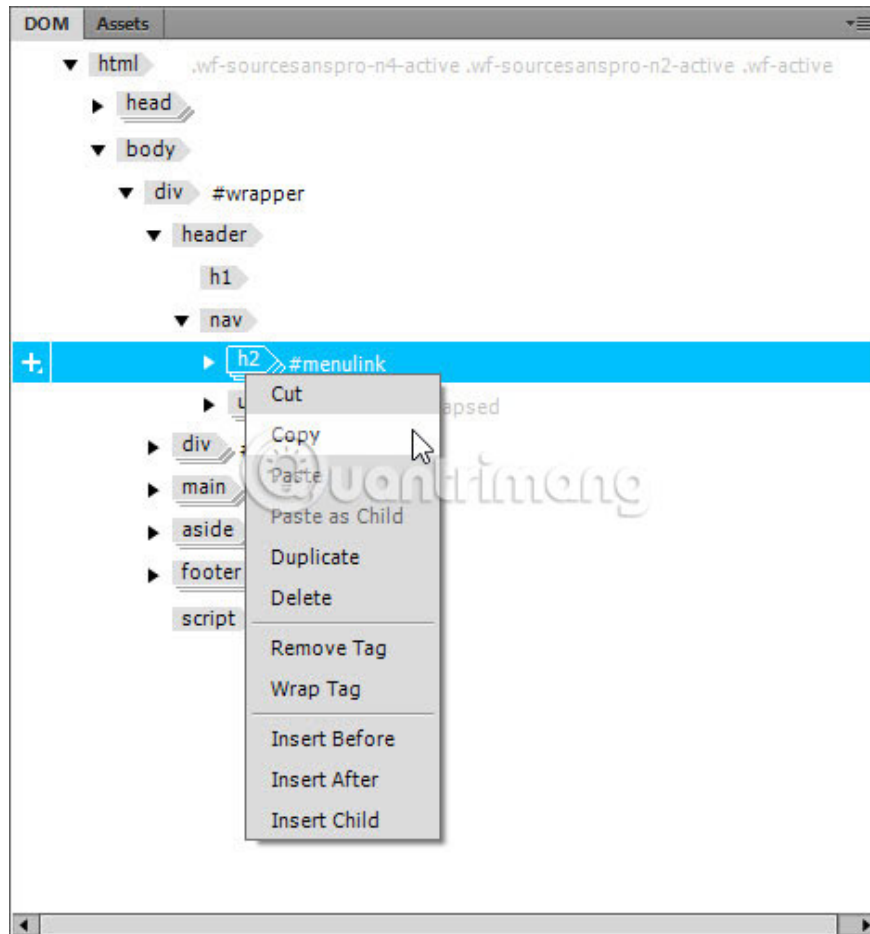 DOM Assets
html .wf-sourcesanspro-n4-active .wf-sourcesanspro-n2-active .wf-active
head
body
div #wrapper
header
h1
nav
h2 #menulink
Cut
Copy
Paste
Paste as Child
Duplicate
Delete
Remove Tag
Wrap Tag
Insert Before
Insert After
Insert Child
div
main
aside
footer
script
Quantrimang